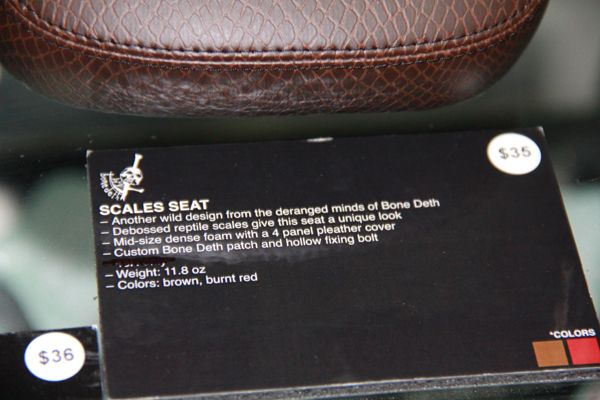 $35
SCALES SEAT
– Another wild design from the deranged minds of Bone Deth
– Debossed reptile scales give this seat a unique look
– Mid-size dense foam with a 4 panel pleather cover
– Custom Bone Deth patch and hollow fixing bolt
– Weight: 11.8 oz
– Colors: brown, burnt red
*COLORS
$36